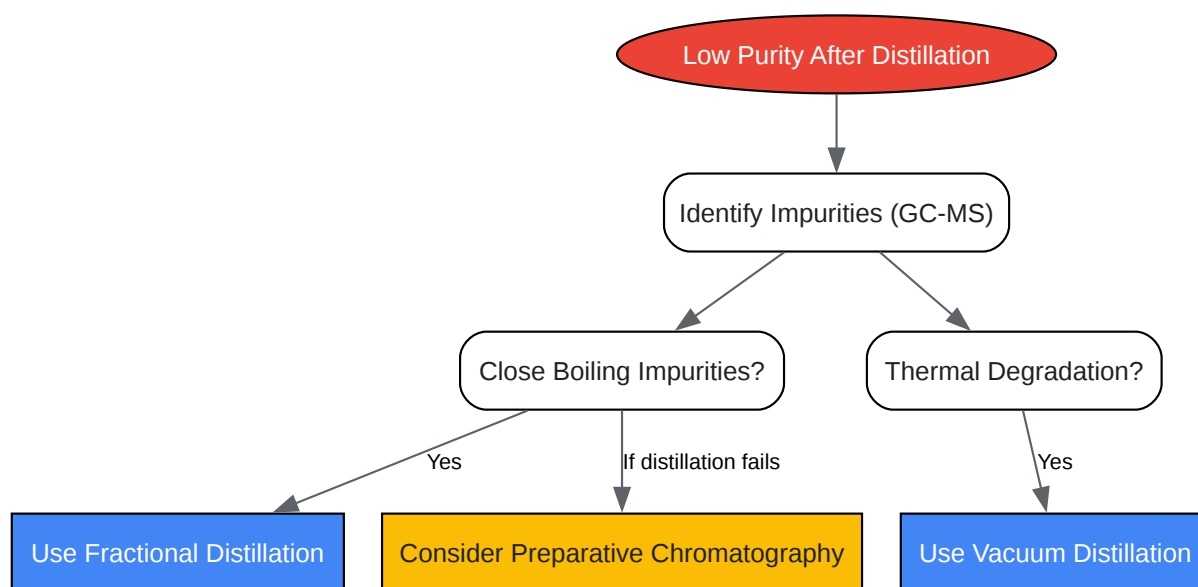 Low Purity After Distillation
Identify Impurities (GC-MS)
Close Boiling Impurities?
Thermal Degradation?
Yes
If distillation fails
Yes
Use Fractional Distillation
Consider Preparative Chromatography
Use Vacuum Distillation